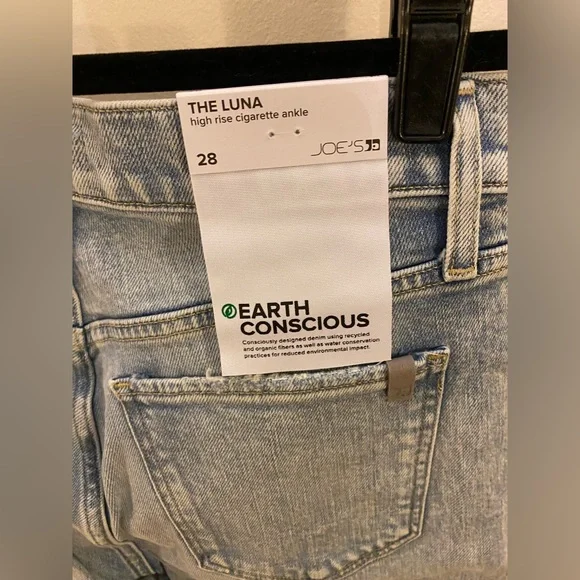 THE LUNA
high rise cigarette ankle
28 JOE'S
EARTH
CONSCIOUS
Consciously designed denim using recycled
and organic fibers as well as water conservation
practices for reduced environmental impact.